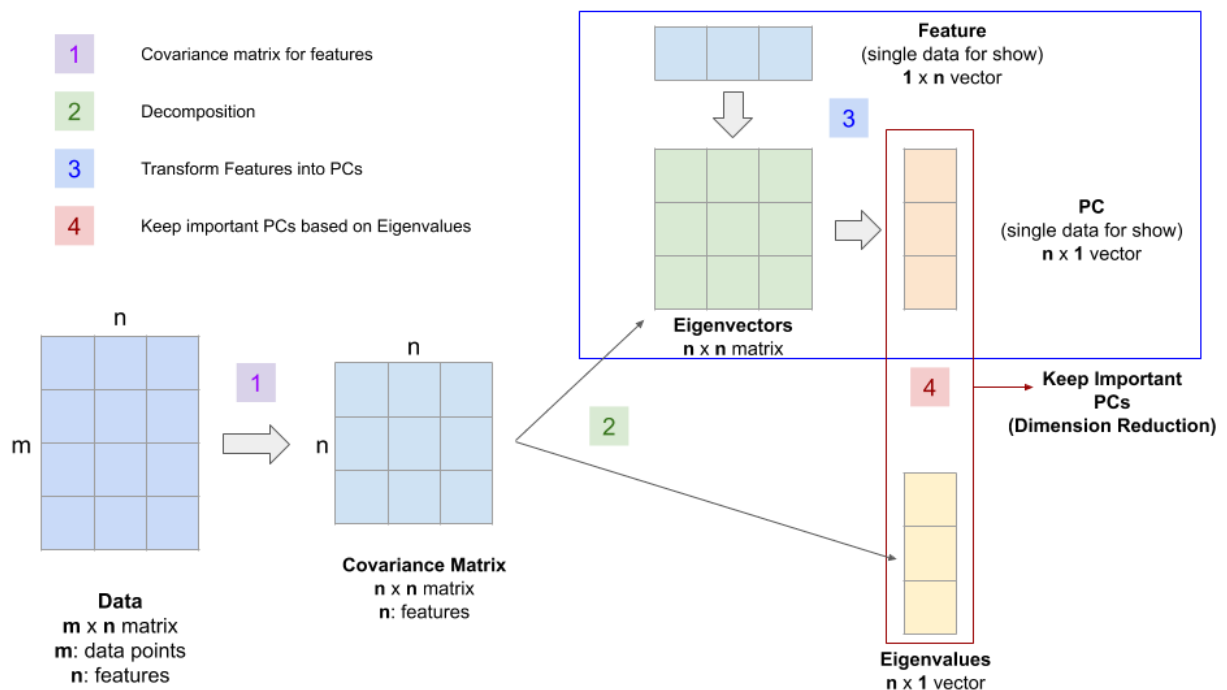 1
Covariance matrix for features
2
Decomposition
3
Transform Features into PCs
4
Keep important PCs based on Eigenvalues
Feature
(single data for show)
1 x n vector
3
PC
(single data for show)
n x 1 vector
Eigenvectors
n x n matrix
n
m
Data
m x n matrix
m: data points
n: features
1
n
n
Covariance Matrix
n x n matrix
n: features
2
4
Keep Important
PCs
(Dimension Reduction)
Eigenvalues
n x 1 vector